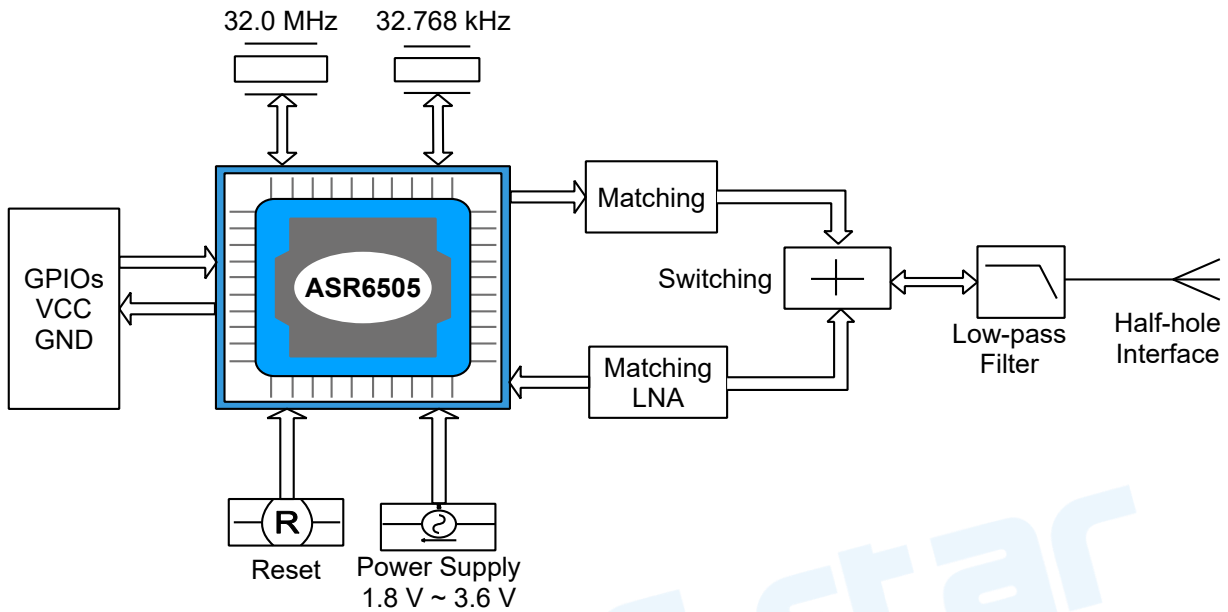 32.0 MHz
32.768 kHz
Matching
GPIOs
VCC
GND
ASR6505
Switching
Low-pass
Filter
Half-hole
Interface
Matching
LNA
R
Reset
Power Supply
1.8 V ~ 3.6 V
star